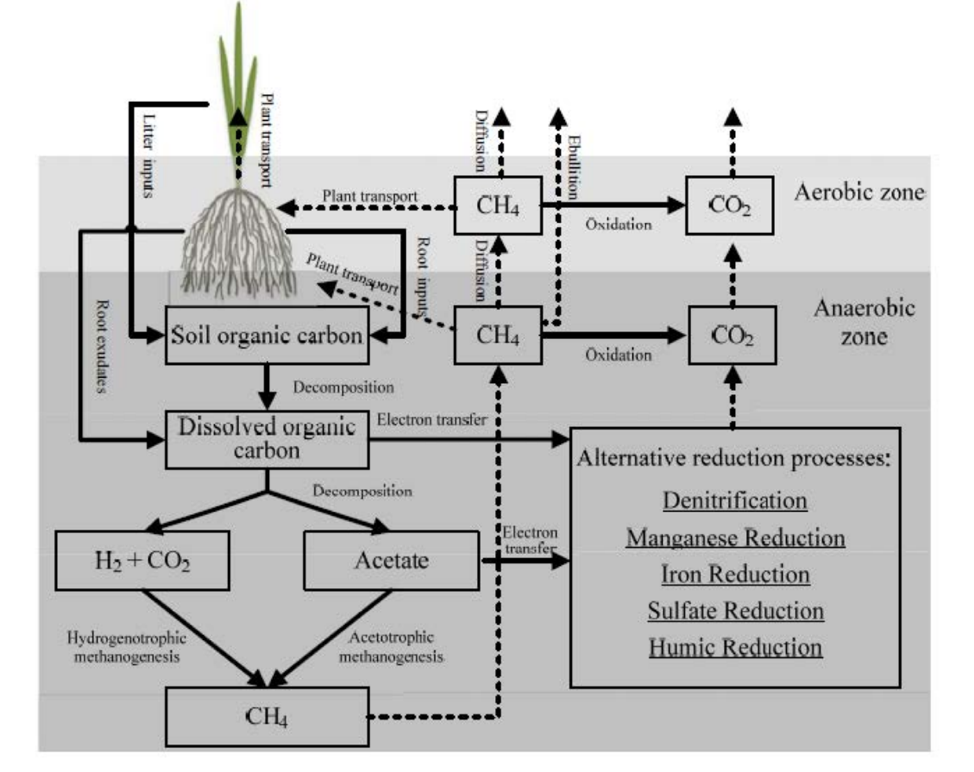 Plant transport
Litter inputs
Diffusion
Ebullition
Plant transport
CH₄
Oxidation
CO₂
Aerobic zone
Root exudates
Root inputs
Plant transport
Diffusion
Soil organic carbon
CH₄
Oxidation
CO₂
Anaerobic
zone
Decomposition
Dissolved organic
carbon
Electron transfer
Decomposition
H₂ + CO₂
Acetate
Electron
transfer
Alternative reduction processes:
Denitrification
Manganese Reduction
Iron Reduction
Sulfate Reduction
Humic Reduction
Hydrogenotrophic
methanogenesis
Acetotrophic
methanogenesis
CH₄